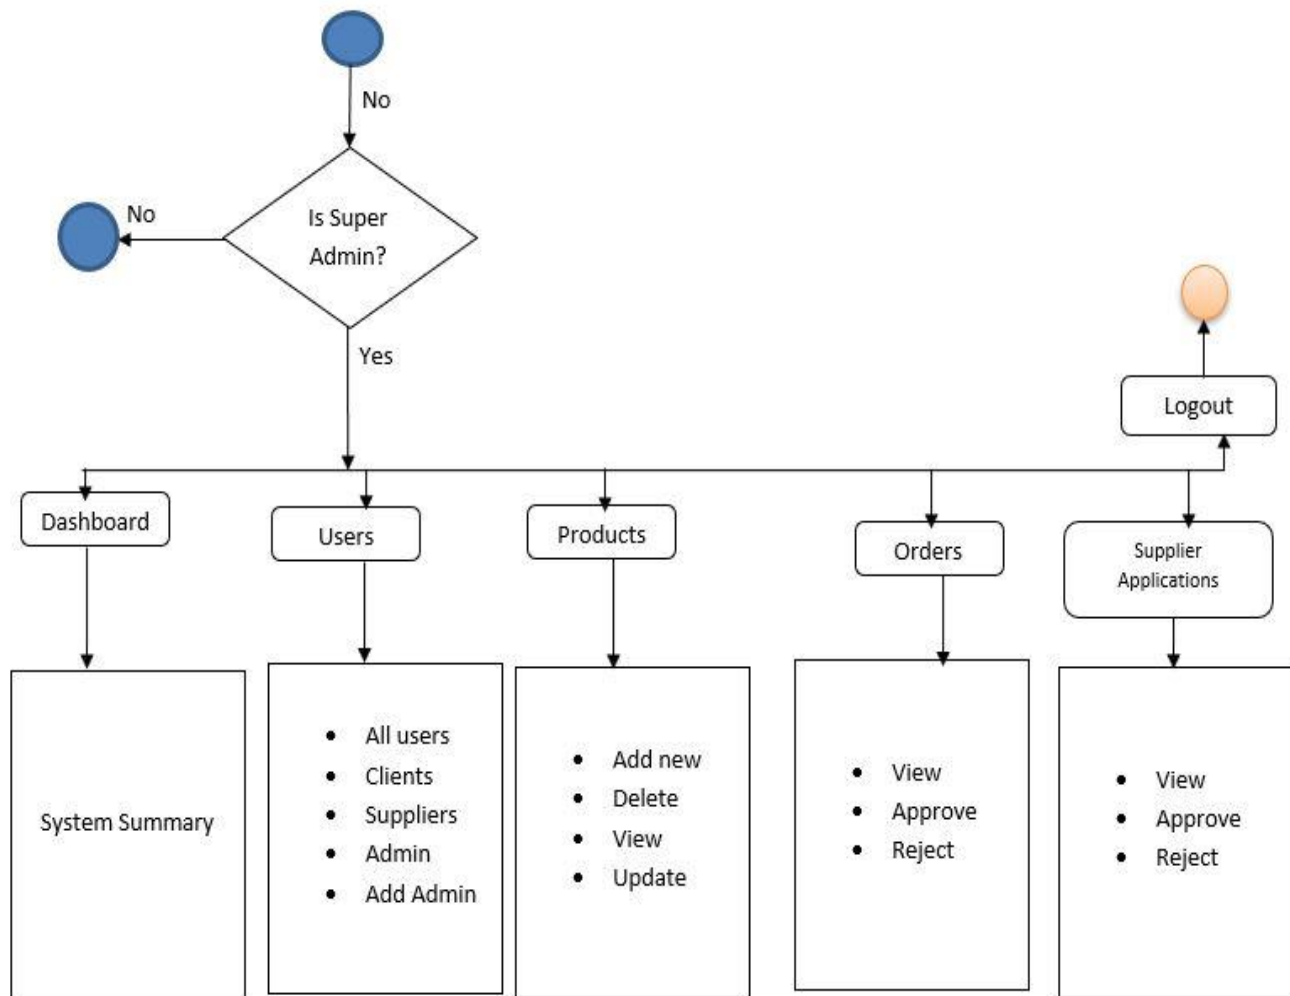 No
No
Is Super
Admin?
Yes
Logout
Dashboard
Users
Products
Orders
Supplier
Applications
System Summary
• All users
• Clients
• Suppliers
• Admin
• Add Admin
• Add new
• Delete
• View
• Update
• View
• Approve
• Reject
• View
• Approve
• Reject